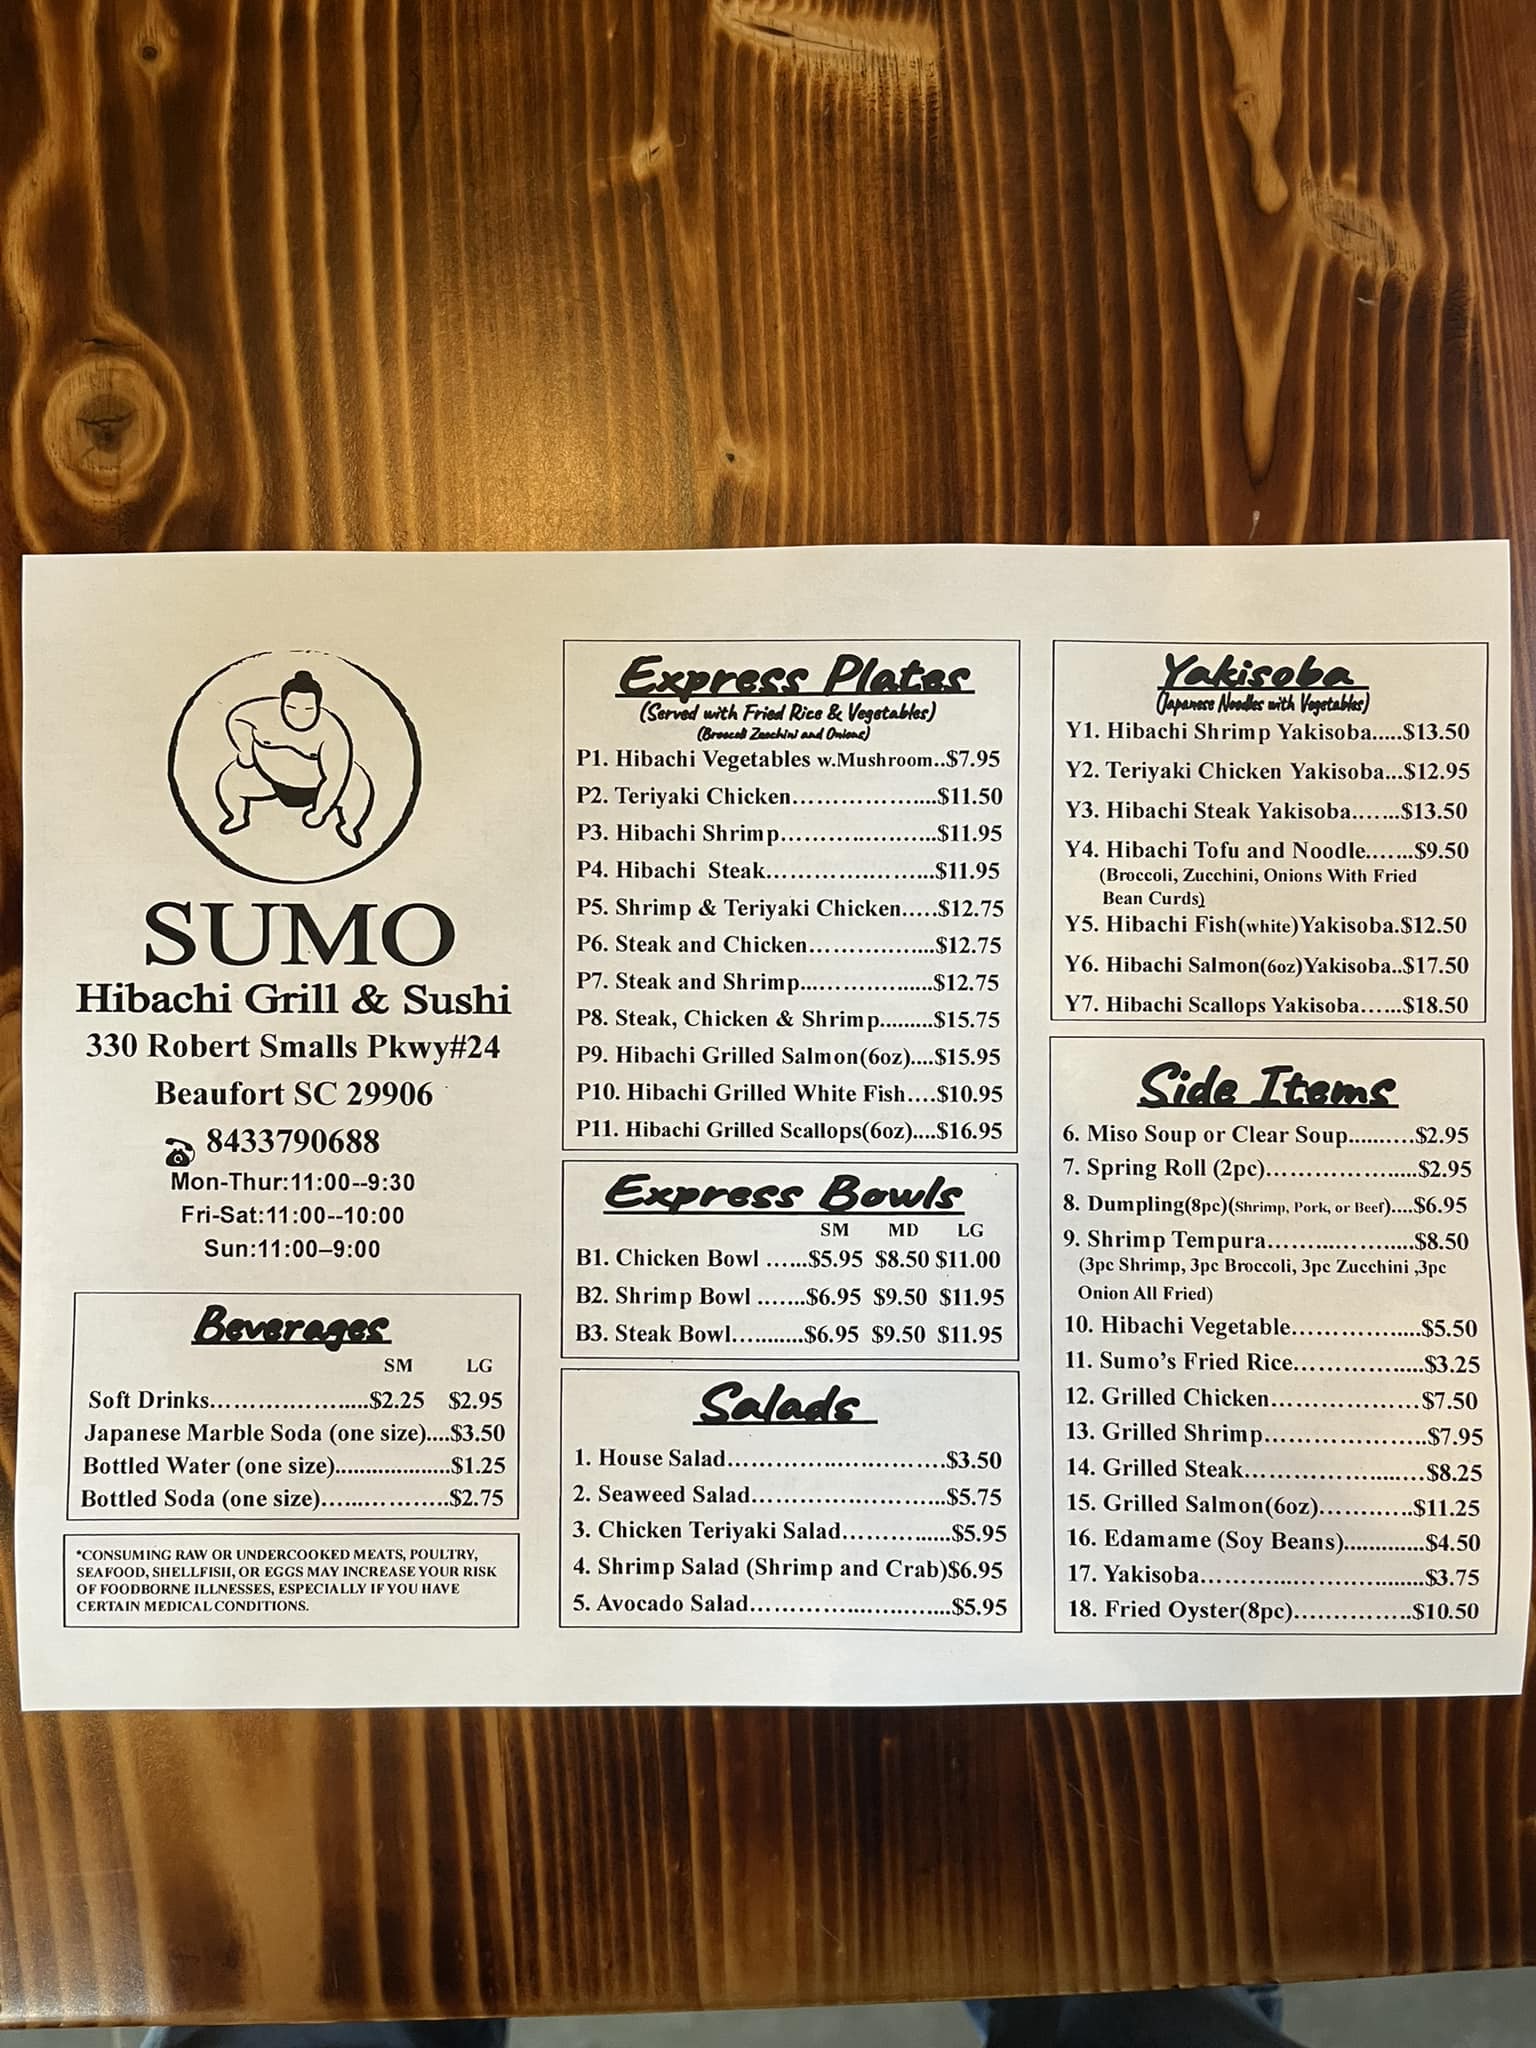 SUMO
Hibachi Grill & Sushi
330 Robert Smalls Pkwy#24
Beaufort SC 29906
8433790688
Mon-Thur:11:00--9:30
Fri-Sat:11:00--10:00
Sun:11:00–9:00
Beverages
SM LG
Soft Drinks.....................$2.25 $2.95
Japanese Marble Soda (one size)....$3.50
Bottled Water (one size)....................$1.25
Bottled Soda (one size)................$2.75
*CONSUMING RAW OR UNDERCOOKED MEATS, POULTRY,
SEAFOOD, SHELLFISH, OR EGGS MAY INCREASE YOUR RISK
OF FOODBORNE ILLNESSES, ESPECIALLY IF YOU HAVE
CERTAIN MEDICAL CONDITIONS.
Express Plates
(Served with Fried Rice & Vegetables)
(Broccoli Zucchini and Onions)
P1. Hibachi Vegetables w.Mushroom..$7.95
P2. Teriyaki Chicken...................$11.50
P3. Hibachi Shrimp.....................$11.95
P4. Hibachi Steak.......................$11.95
P5. Shrimp & Teriyaki Chicken.....$12.75
P6. Steak and Chicken.................$12.75
P7. Steak and Shrimp...................$12.75
P8. Steak, Chicken & Shrimp.........$15.75
P9. Hibachi Grilled Salmon(6oz)....$15.95
P10. Hibachi Grilled White Fish....$10.95
P11. Hibachi Grilled Scallops(6oz)....$16.95
Express Bowls
SM MD LG
B1. Chicken Bowl ......$5.95 $8.50 $11.00
B2. Shrimp Bowl .......$6.95 $9.50 $11.95
B3. Steak Bowl..........$6.95 $9.50 $11.95
Salads
1. House Salad.............................$3.50
2. Seaweed Salad.........................$5.75
3. Chicken Teriyaki Salad..............$5.95
4. Shrimp Salad (Shrimp and Crab)$6.95
5. Avocado Salad..........................$5.95
Yakisoba
(Japanese Noodles with Vegetables)
Y1. Hibachi Shrimp Yakisoba.....$13.50
Y2. Teriyaki Chicken Yakisoba...$12.95
Y3. Hibachi Steak Yakisoba.......$13.50
Y4. Hibachi Tofu and Noodle.......$9.50
(Broccoli, Zucchini, Onions With Fried
Bean Curds)
Y5. Hibachi Fish(white)Yakisoba.$12.50
Y6. Hibachi Salmon(6oz)Yakisoba..$17.50
Y7. Hibachi Scallops Yakisoba......$18.50
Side Items
6. Miso Soup or Clear Soup..........$2.95
7. Spring Roll (2pc)....................$2.95
8. Dumpling(8pc)(Shrimp, Pork, or Beef)....$6.95
9. Shrimp Tempura.....................$8.50
(3pc Shrimp, 3pc Broccoli, 3pc Zucchini ,3pc
Onion All Fried)
10. Hibachi Vegetable.................$5.50
11. Sumo's Fried Rice.................$3.25
12. Grilled Chicken....................$7.50
13. Grilled Shrimp.....................$7.95
14. Grilled Steak........................$8.25
15. Grilled Salmon(6oz).............$11.25
16. Edamame (Soy Beans).............$4.50
17. Yakisoba..............................$3.75
18. Fried Oyster(8pc)................$10.50